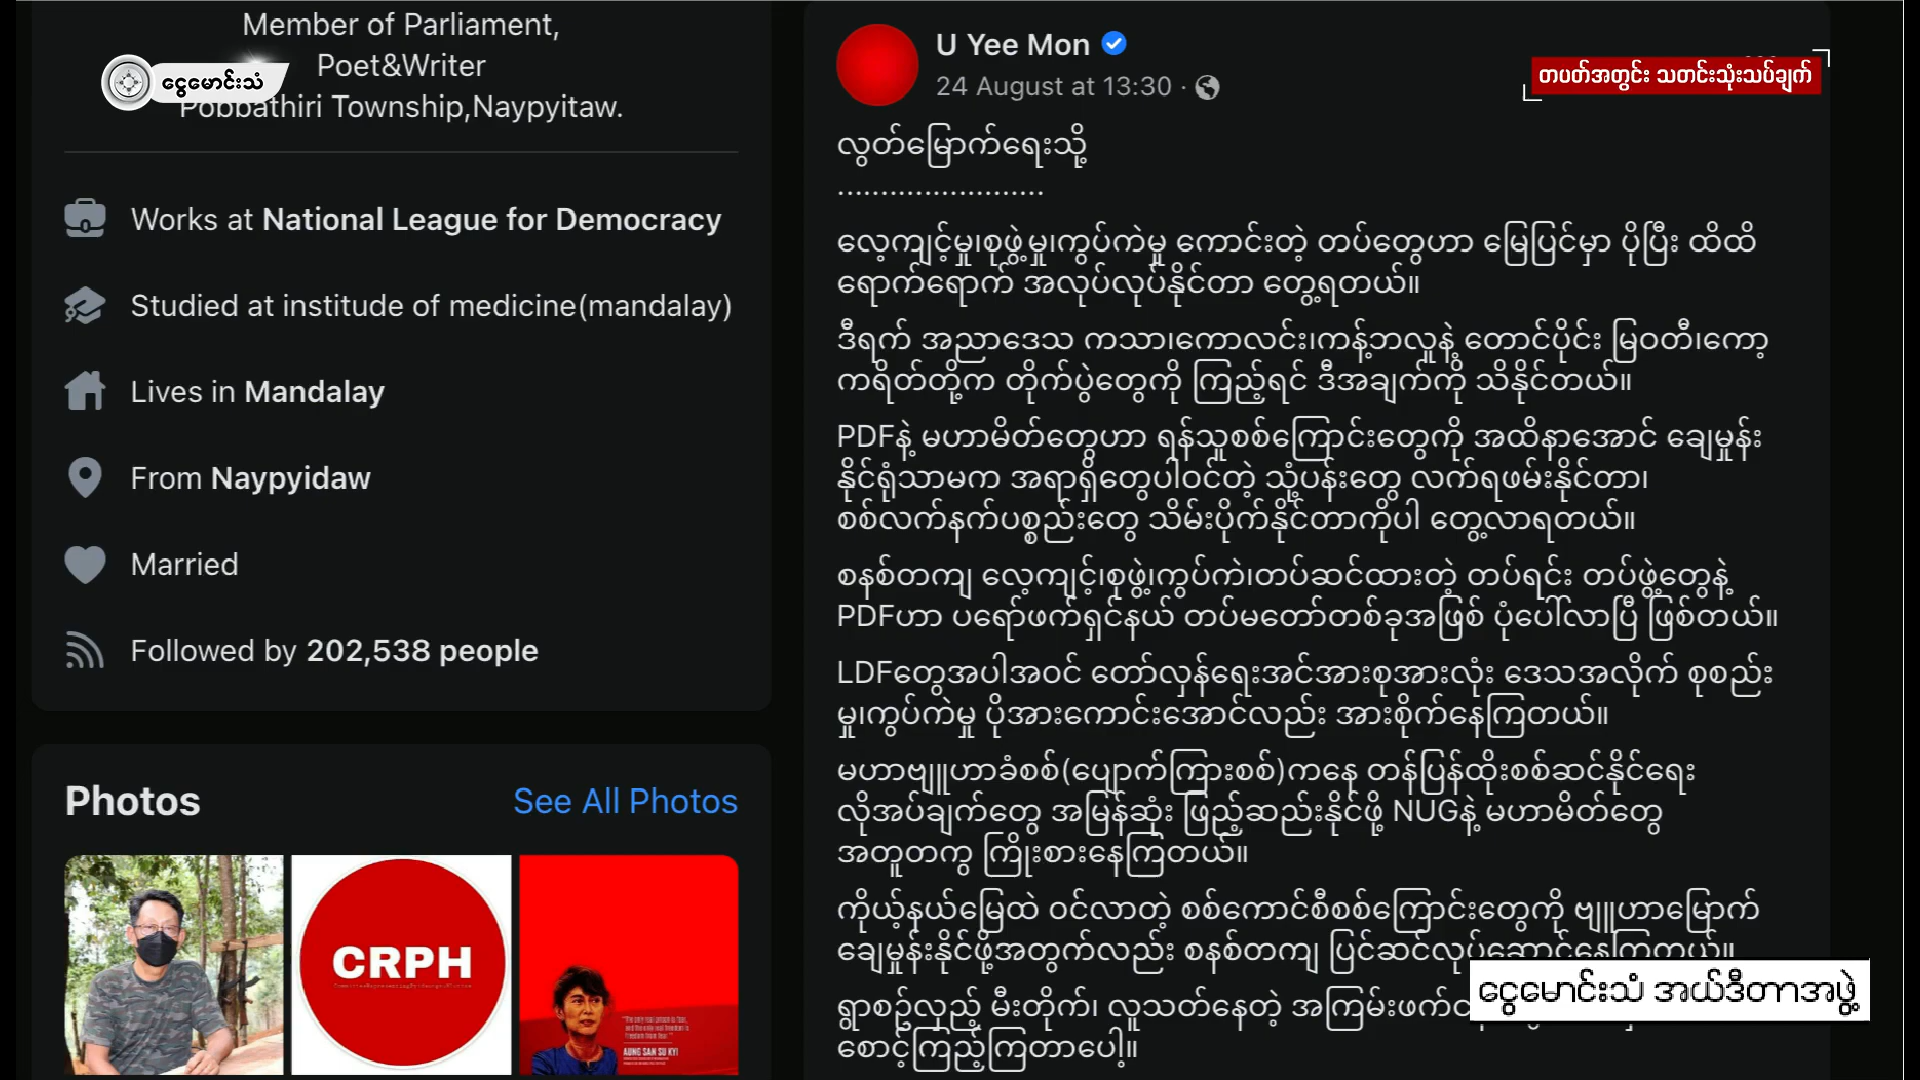 Member of Parliament,
Poet&Writer
Pobbathiri Township,Naypyitaw.
ငွေမောင်းသံ
Works at National League for Democracy
Studied at institude of medicine(mandalay)
Lives in Mandalay
From Naypyidaw
Married
Followed by 202,538 people
Photos
See All Photos
CRPH
AUNG SAN SU KYI
U Yee Mon
24 August at 13:30 ·
တပတ်အတွင်း သတင်းသုံးသပ်ချက်
လွတ်မြောက်ရေးသို့
........................
လေ့ကျင့်မှု၊စုဖွဲ့မှု၊ကွပ်ကဲမှု ကောင်းတဲ့ တပ်တွေဟာ မြေပြင်မှာ ပိုပြီး ထိထိ
ရောက်ရောက် အလုပ်လုပ်နိုင်တာ တွေ့ရတယ်။
ဒီရက် အညာဒေသ ကသာ၊ကောလင်း၊ကန့်ဘလူနဲ့ တောင်ပိုင်း မြဝတီ၊ကော့
ကရိတ်တို့က တိုက်ပွဲတွေကို ကြည့်ရင် ဒီအချက်ကို သိနိုင်တယ်။
PDFနဲ့ မဟာမိတ်တွေဟာ ရန်သူစစ်ကြောင်းတွေကို အထိနာအောင် ချေမှုန်း
နိုင်ရုံသာမက အရာရှိတွေပါဝင်တဲ့ သုံ့ပန်းတွေ လက်ရဖမ်းနိုင်တာ၊
စစ်လက်နက်ပစ္စည်းတွေ သိမ်းပိုက်နိုင်တာကိုပါ တွေ့လာရတယ်။
စနစ်တကျ လေ့ကျင့်၊စုဖွဲ့၊ကွပ်ကဲ၊တပ်ဆင်ထားတဲ့ တပ်ရင်း တပ်ဖွဲ့တွေနဲ့
PDFဟာ ပရော်ဖက်ရှင်နယ် တပ်မတော်တစ်ခုအဖြစ် ပုံပေါ်လာပြီ ဖြစ်တယ်။
LDFတွေအပါအဝင် တော်လှန်ရေးအင်အားစုအားလုံး ဒေသအလိုက် စုစည်း
မှု၊ကွပ်ကဲမှု ပိုအားကောင်းအောင်လည်း အားစိုက်နေကြတယ်။
မဟာဗျူဟာခံစစ်(ပျောက်ကြားစစ်)ကနေ တန်ပြန်ထိုးစစ်ဆင်နိုင်ရေး
လိုအပ်ချက်တွေ အမြန်ဆုံး ဖြည့်ဆည်းနိုင်ဖို့ NUGနဲ့ မဟာမိတ်တွေ
အတူတကွ ကြိုးစားနေကြတယ်။
ကိုယ့်နယ်မြေထဲ ဝင်လာတဲ့ စစ်ကောင်စီစစ်ကြောင်းတွေကို ဗျူဟာမြောက်
ချေမှုန်းနိုင်ဖို့အတွက်လည်း စနစ်တကျ ပြင်ဆင်လုပ်ဆောင်နေကြတယ်။
ရွာစဉ်လှည့် မီးတိုက်၊ လူသတ်နေတဲ့ အကြမ်းဖက်
စောင့်ကြည့်ကြတာပေါ့။
ငွေမောင်းသံ အယ်ဒီတာအဖွဲ့